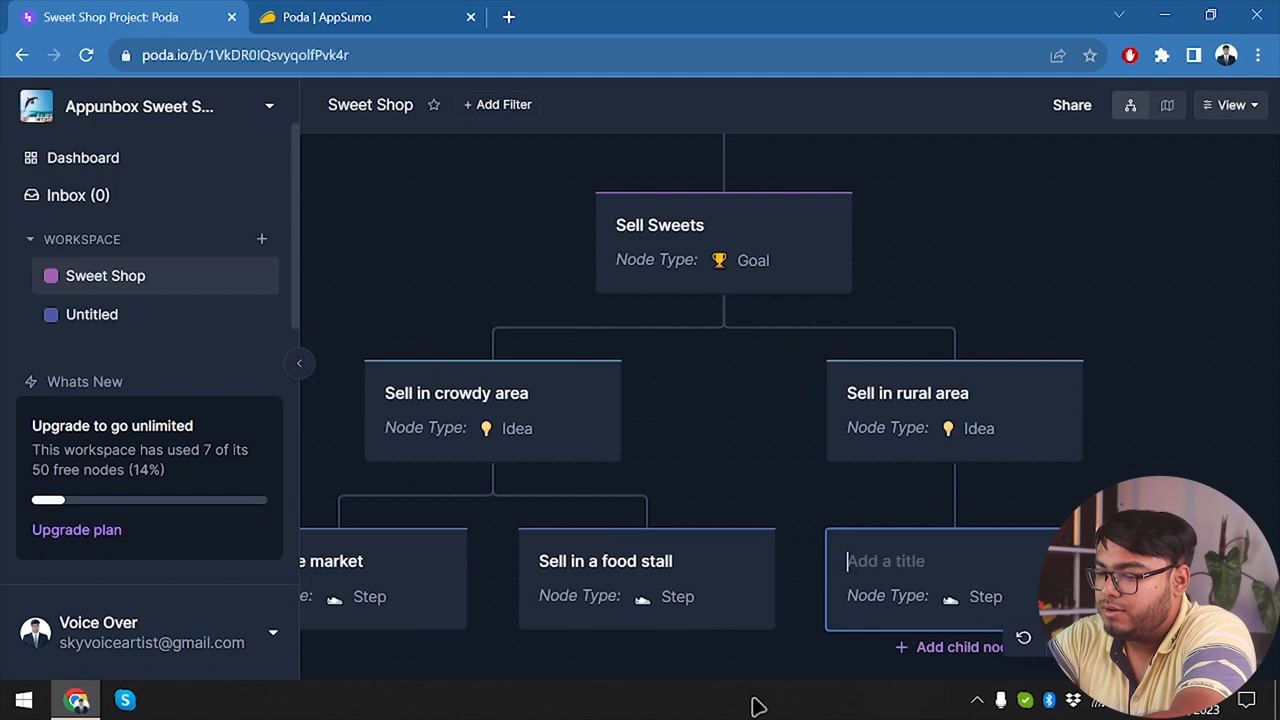 Sweet Shop Project: Poda
Poda | AppSumo
poda.io/b/1VkDR0IQsvyqolfPvk4r
Appunbox Sweet S...
Sweet Shop
+ Add Filter
Share
View
Dashboard
Inbox (0)
WORKSPACE
Sweet Shop
Untitled
Whats New
Upgrade to go unlimited
This workspace has used 7 of its
50 free nodes (14%)
Upgrade plan
Voice Over
skyvoiceartist@gmail.com
Sell Sweets
Node Type: Goal
Sell in crowdy area
Node Type: Idea
Sell in rural area
Node Type: Idea
e market
e: Step
Sell in a food stall
Node Type: Step
Add a title
Node Type: Step
+ Add child noc
2023